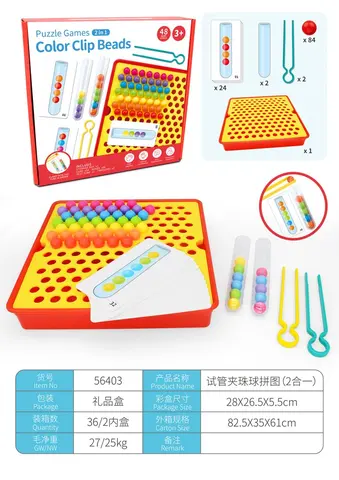 Puzzle Games 2 in 1
Color Clip Beads
48
3+
x 24
x 2
x 2
x 84
x 1
货号
Item No
56403
产品名称
Product Name
试管夹珠球拼图(2合一)
包装
Package
礼品盒
彩盒尺寸
Package Size
28X26.5X5.5cm
装箱数
Quantity
36/2内盒
外箱规格
Carton Size
82.5X35X61cm
毛净重
GW/NW
27/25kg
备注
Remark